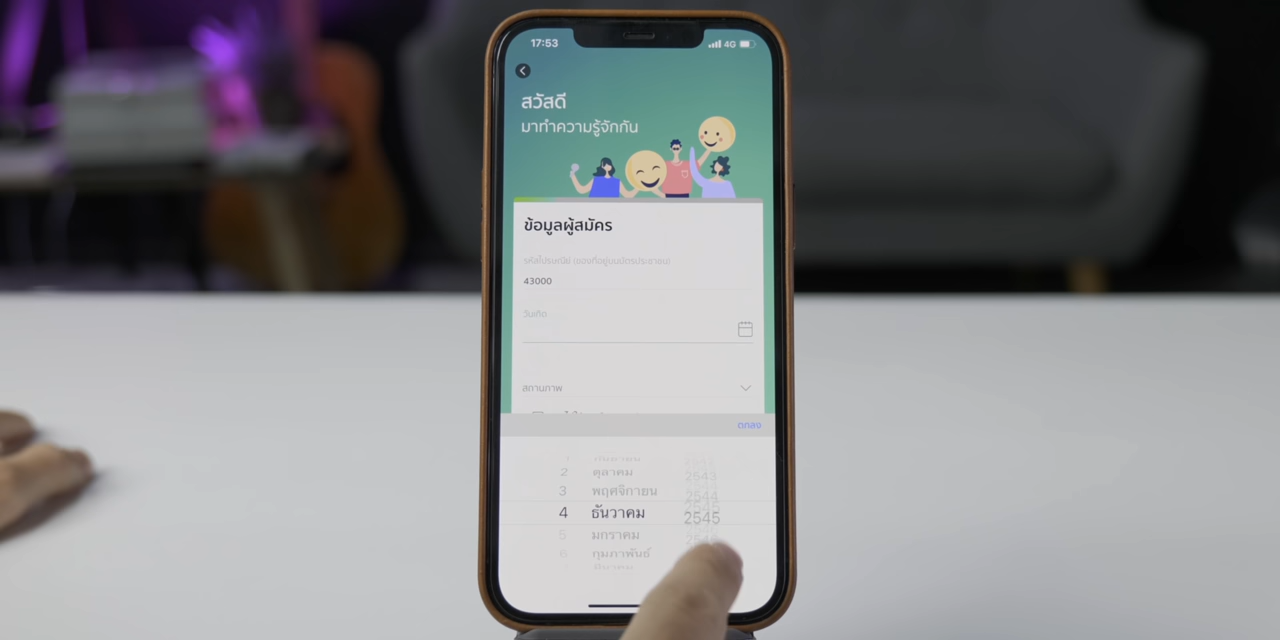 17:53
4G
สวัสดี
มาทำความรู้จักกัน
ข้อมูลผู้สมัคร
รหัสไปรษณีย์ (ของที่อยู่บนบัตรประชาชน)
43000
วันเกิด
สถานภาพ
ตกลง
2 ตุลาคม 2543
3 พฤศจิกายน 2544
4 ธันวาคม 2545
5 มกราคม
6 กุมภาพันธ์